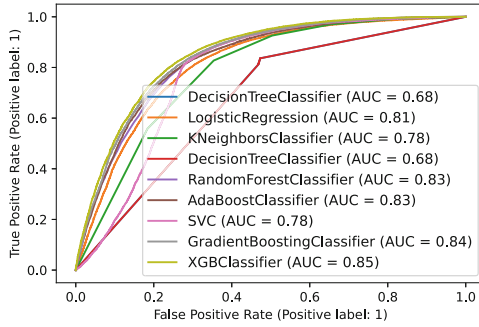 1.0
0.8
0.6
0.4
0.2
0.0
True Positive Rate (Positive label: 1)
DecisionTreeClassifier (AUC = 0.68)
LogisticRegression (AUC = 0.81)
KNeighborsClassifier (AUC = 0.78)
DecisionTreeClassifier (AUC = 0.68)
RandomForestClassifier (AUC = 0.83)
AdaBoostClassifier (AUC = 0.83)
SVC (AUC = 0.78)
GradientBoostingClassifier (AUC = 0.84)
XGBClassifier (AUC = 0.85)
0.0 0.2 0.4 0.6 0.8 1.0
False Positive Rate (Positive label: 1)